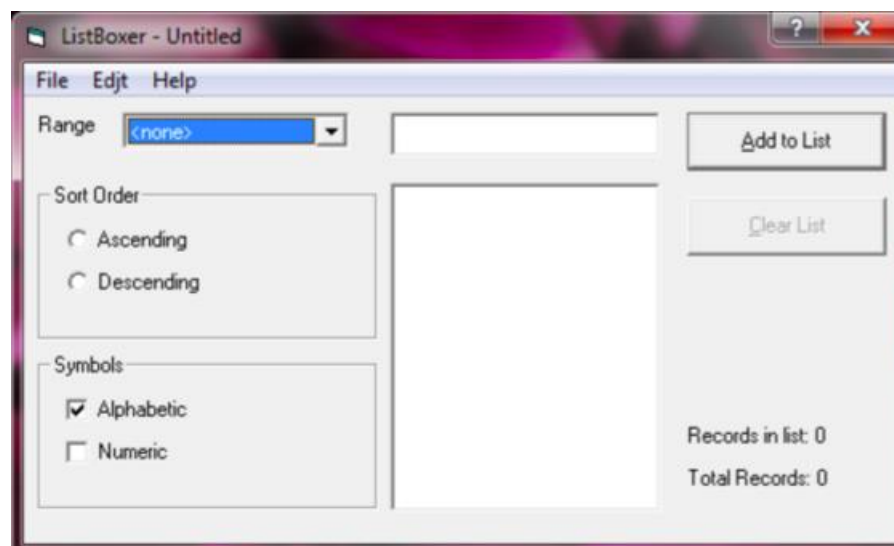 ListBoxer - Untitled
?
File Edjt Help
Range <none>
Add to List
Sort Order
Ascending
Descending
Clear List
Symbols
Alphabetic
Numeric
Records in list: 0
Total Records: 0